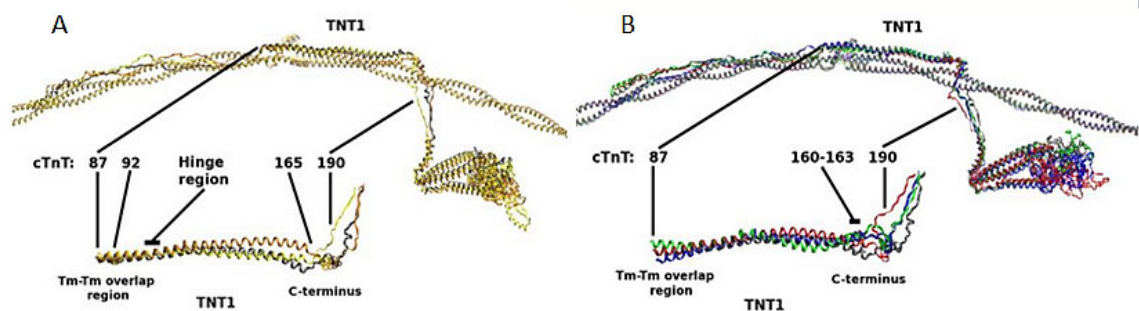 A
TNT1
cTnT: 87 92 Hinge region 165 190
Tm-Tm overlap region
C-terminus
TNT1
B
TNT1
cTnT: 87 160-163 190
Tm-Tm overlap region
C-terminus
TNT1